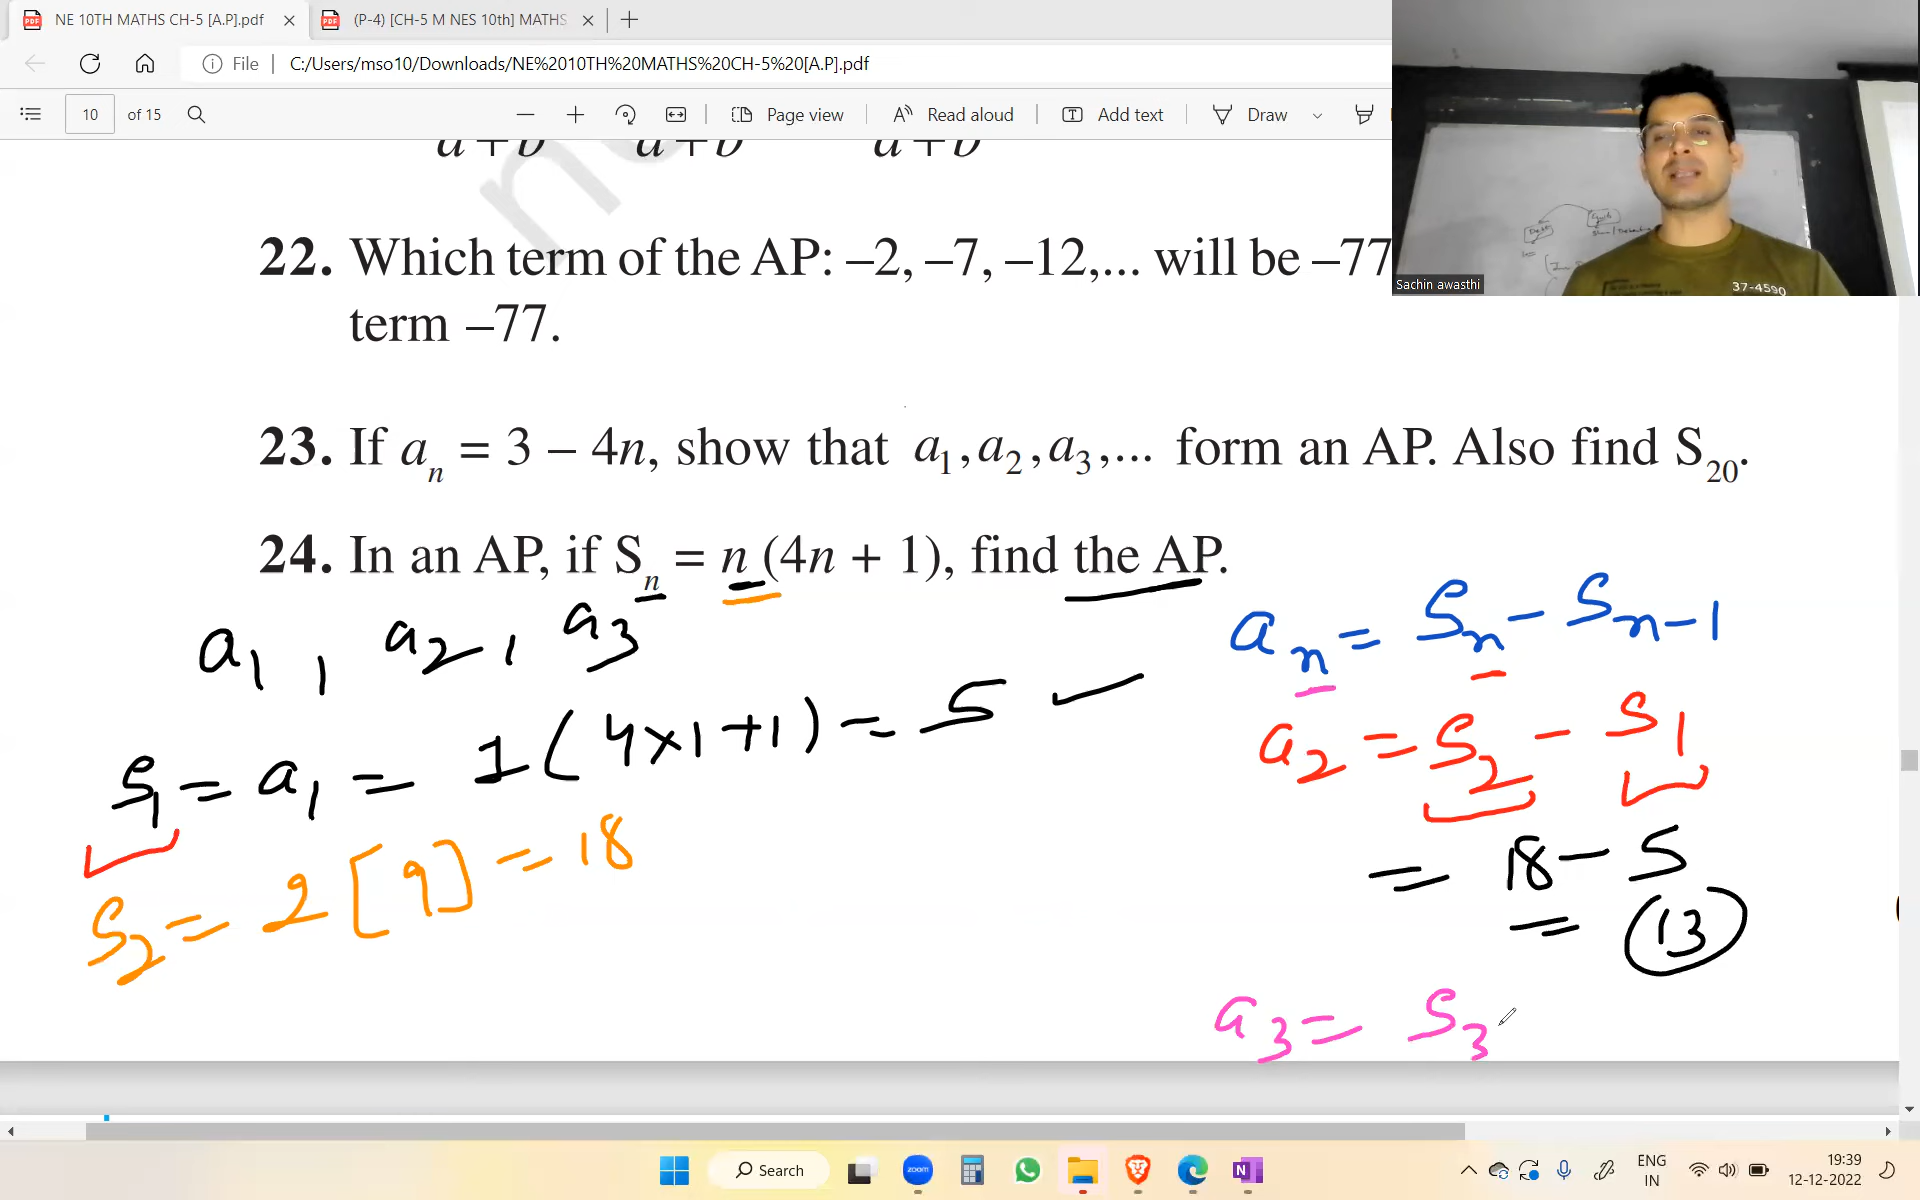 NE 10TH MATHS CH-5 [A.P].pdf
(P-4) [CH-5 M NES 10th] MATHS
File
C:/Users/mso10/Downloads/NE%2010TH%20MATHS%20CH-5%20[A.P].pdf
10 of 15
Page view
Read aloud
Add text
Draw
a+b a+b a+b
22. Which term of the AP: –2, –7, –12,... will be –77
term –77.
23. If aₙ = 3 – 4n, show that a₁, a₂, a₃,... form an AP. Also find S₂₀.
24. In an AP, if Sₙ = n (4n + 1), find the AP.
a₁, a₂, a₃
aₙ = Sₙ – Sₙ₋₁
S₁ = a₁ = 1(4×1+1) = 5
a₂ = S₂ – S₁
S₂ = 2[9] = 18
= 18 – 5
= 13
a₃ = S₃
Sachin awasthi
37-4590
Search
zoom
ENG
IN
19:39
12-12-2022